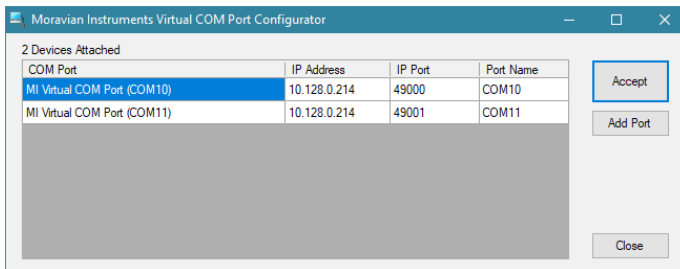 Moravian Instruments Virtual COM Port Configurator
2 Devices Attached
COM Port IP Address IP Port Port Name
MI Virtual COM Port (COM10) 10.128.0.214 49000 COM10
MI Virtual COM Port (COM11) 10.128.0.214 49001 COM11
Accept
Add Port
Close